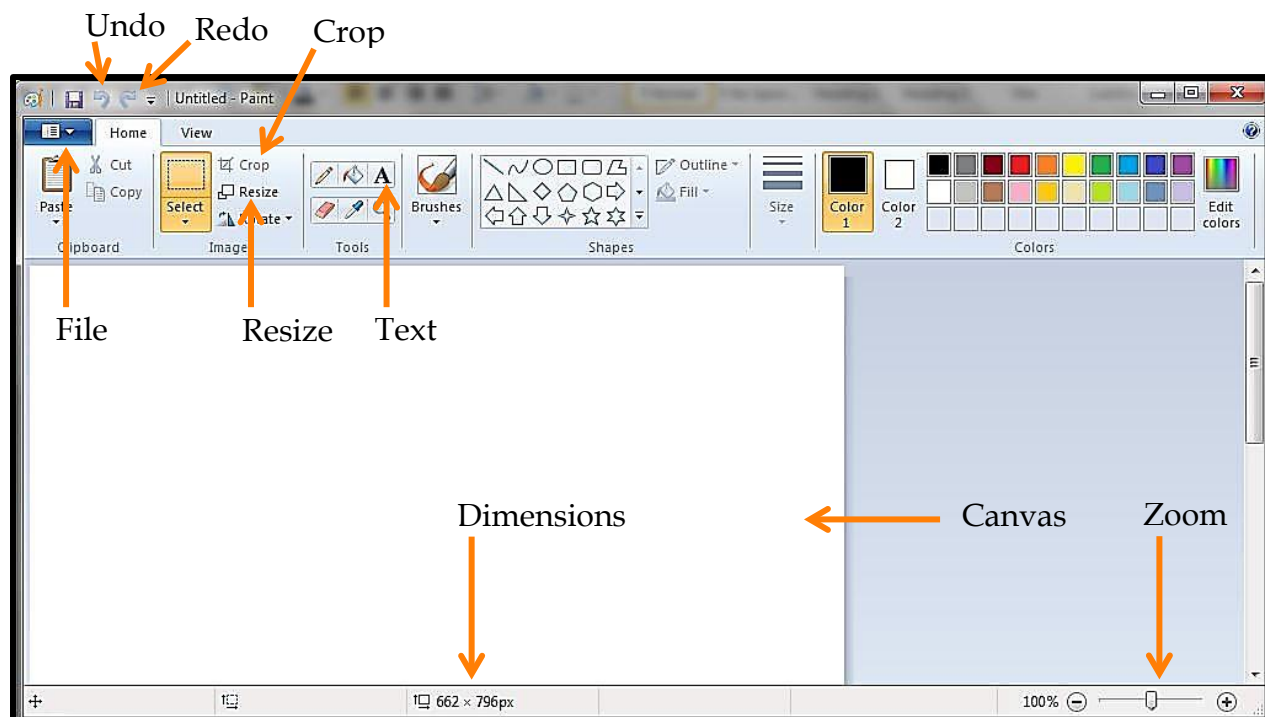 Undo Redo Crop
Untitled - Paint
Home View
Cut Crop A Outline
Copy Resize Fill
Paste Select Rotate Brushes Size Color 1 Color 2 Edit colors
Clipboard Image Tools Shapes Colors
File Resize Text
Dimensions Canvas Zoom
662 × 796px 100%